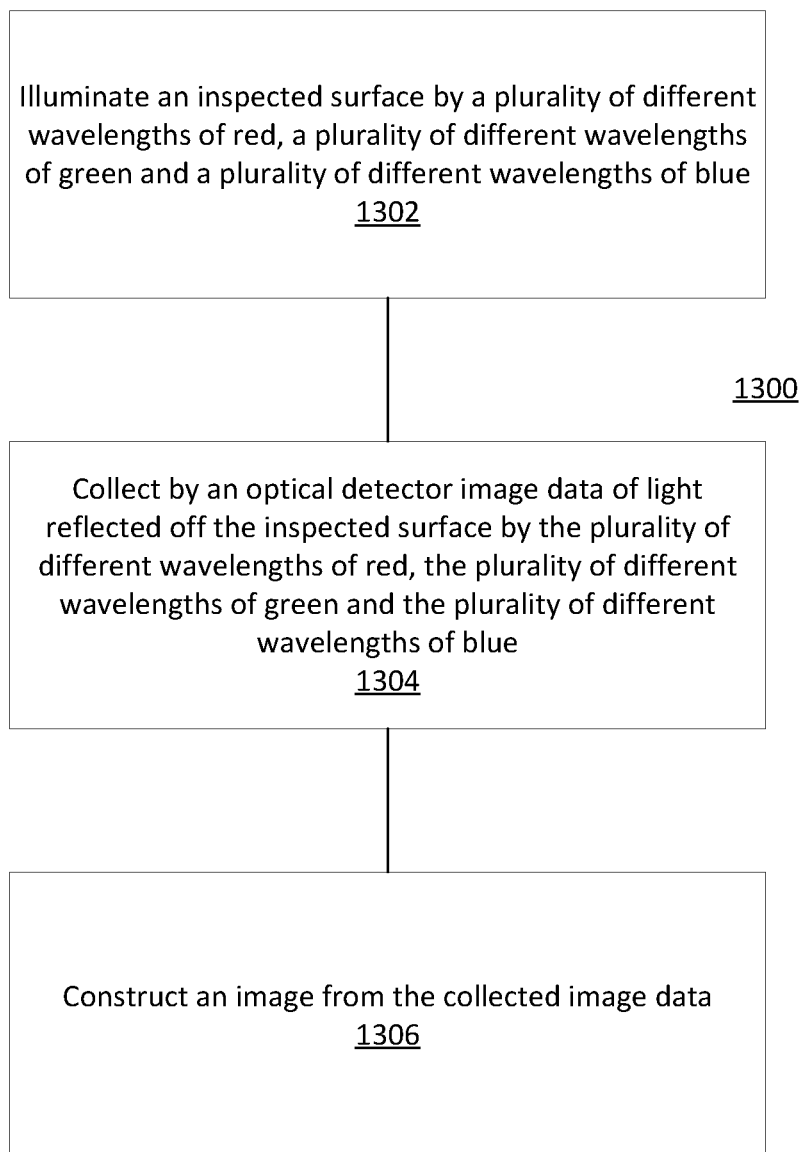 Illuminate an inspected surface by a plurality of different
wavelengths of red, a plurality of different wavelengths
of green and a plurality of different wavelengths of blue
1302
1300
Collect by an optical detector image data of light
reflected off the inspected surface by the plurality of
different wavelengths of red, the plurality of different
wavelengths of green and the plurality of different
wavelengths of blue
1304
Construct an image from the collected image data
1306